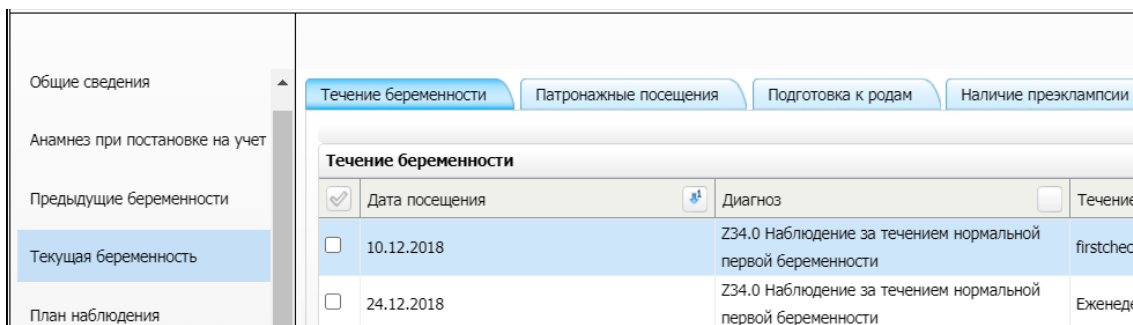 Общие сведения
Анамнез при постановке на учет
Предыдущие беременности
Текущая беременность
План наблюдения
Течение беременности Патронажные посещения Подготовка к родам Наличие преэклампсии
Течение беременности
Дата посещения 1 Диагноз Течение
10.12.2018 Z34.0 Наблюдение за течением нормальной
первой беременности firstchec
24.12.2018 Z34.0 Наблюдение за течением нормальной
первой беременности Еженед